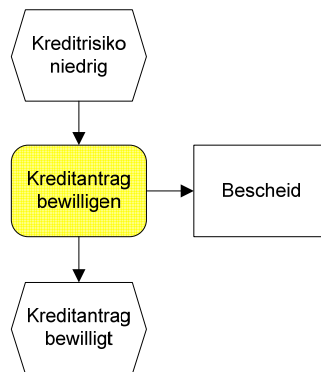 Kreditrisiko
niedrig
Kreditantrag
bewilligen
Bescheid
Kreditantrag
bewilligt